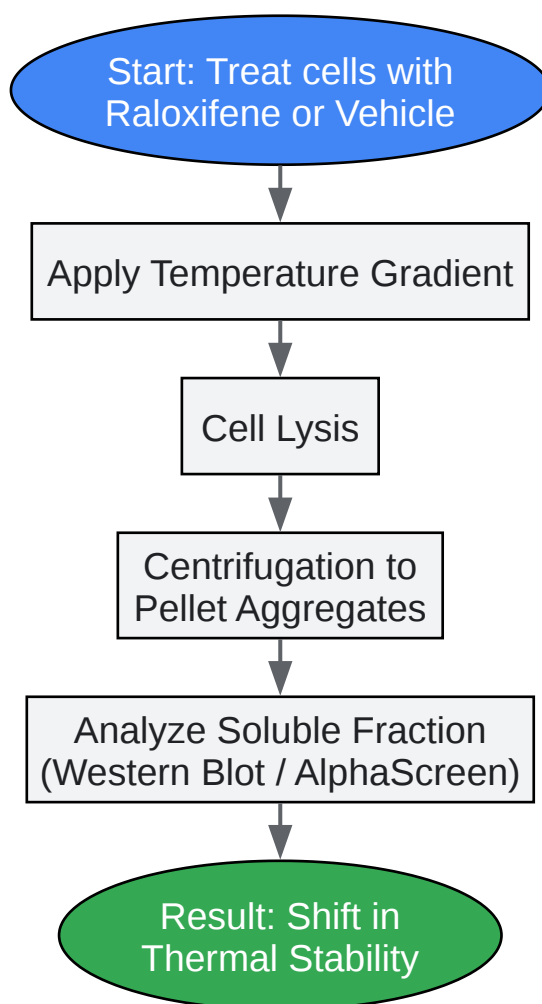 Start: Treat cells with
Raloxifene or Vehicle
Apply Temperature Gradient
Cell Lysis
Centrifugation to
Pellet Aggregates
Analyze Soluble Fraction
(Western Blot / AlphaScreen)
Result: Shift in
Thermal Stability